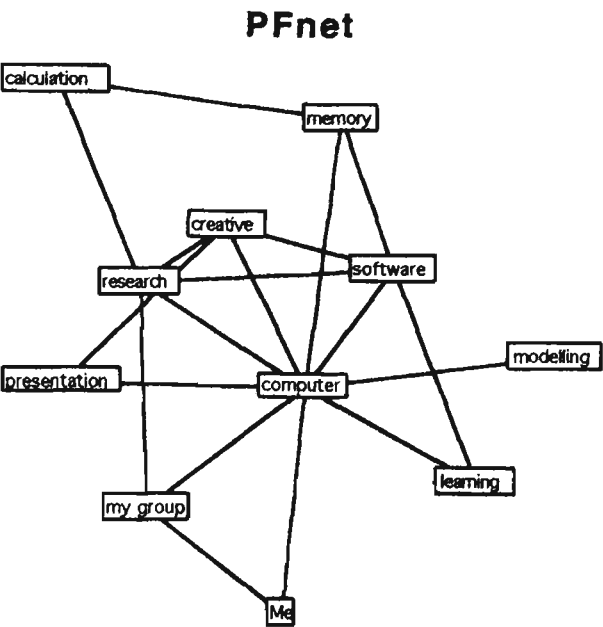 PFnet
calculation
memory
creative
software
research
modelling
presentation
computer
learning
my group
Me